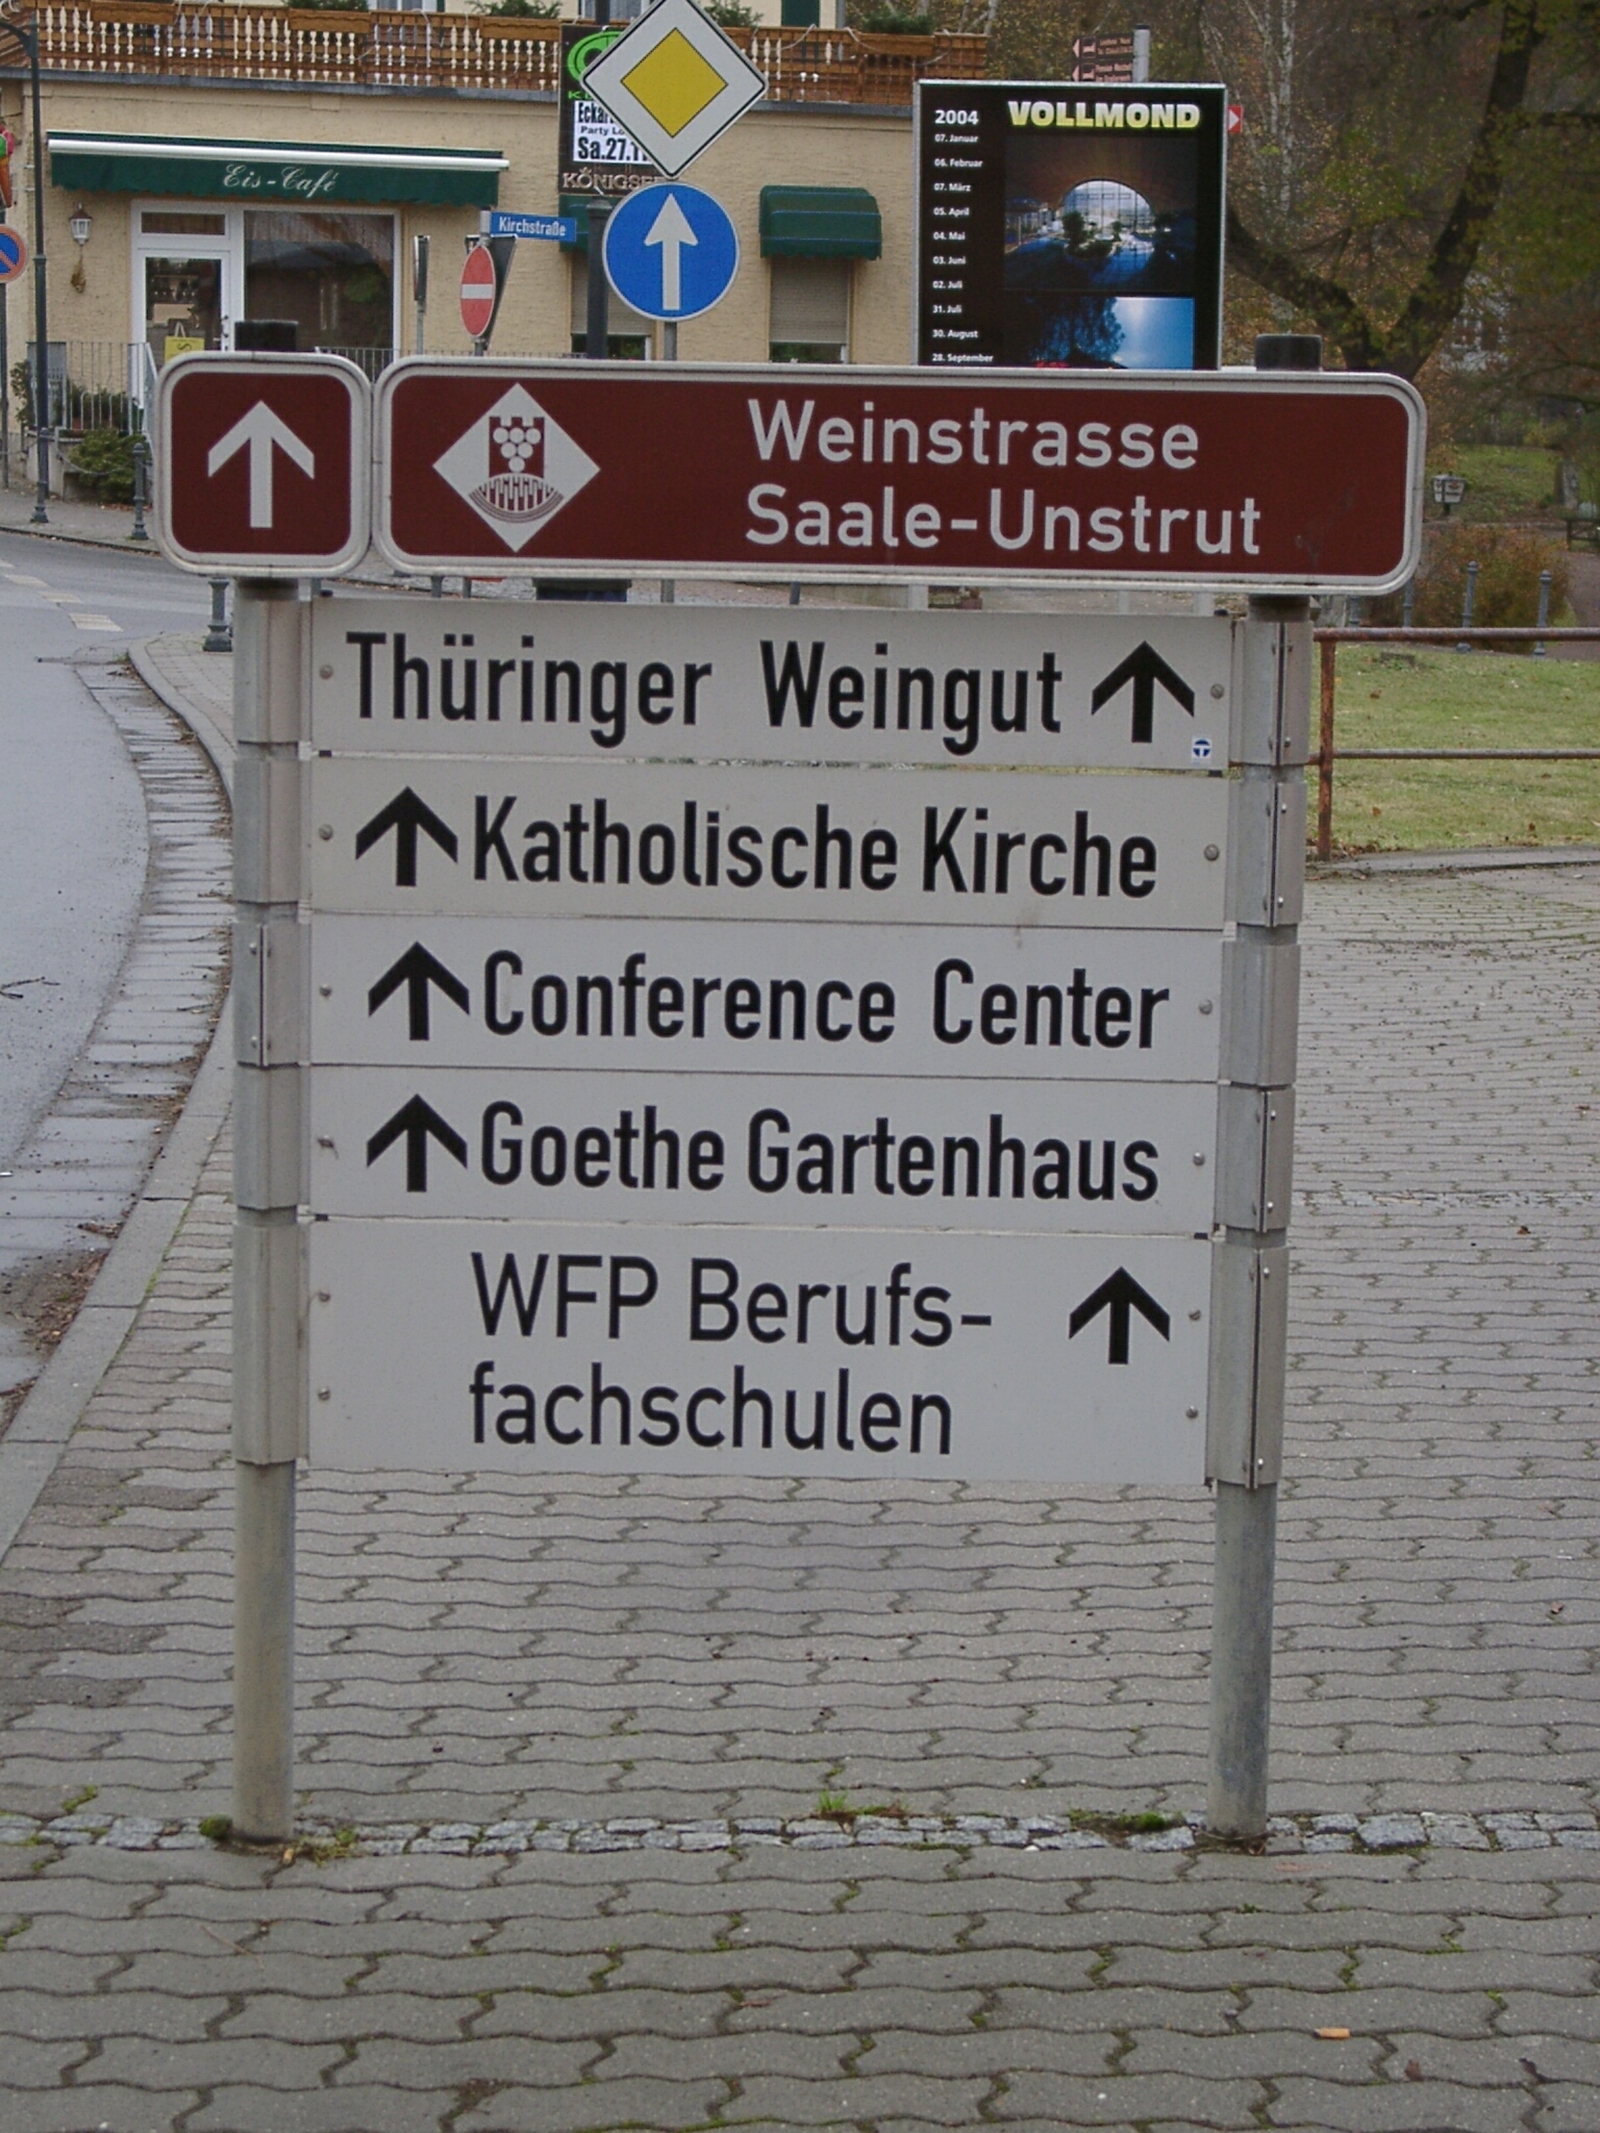 Eis-Café
Sa.27.1
KÖNIGSE
Kirchstraße
2004 VOLLMOND
07. Januar
06. Februar
07. März
05. April
04. Mai
03. Juni
02. Juli
31. Juli
30. August
28. September
Weinstrasse
Saale-Unstrut
Thüringer Weingut
Katholische Kirche
Conference Center
Goethe Gartenhaus
WFP Berufs-
fachschulen